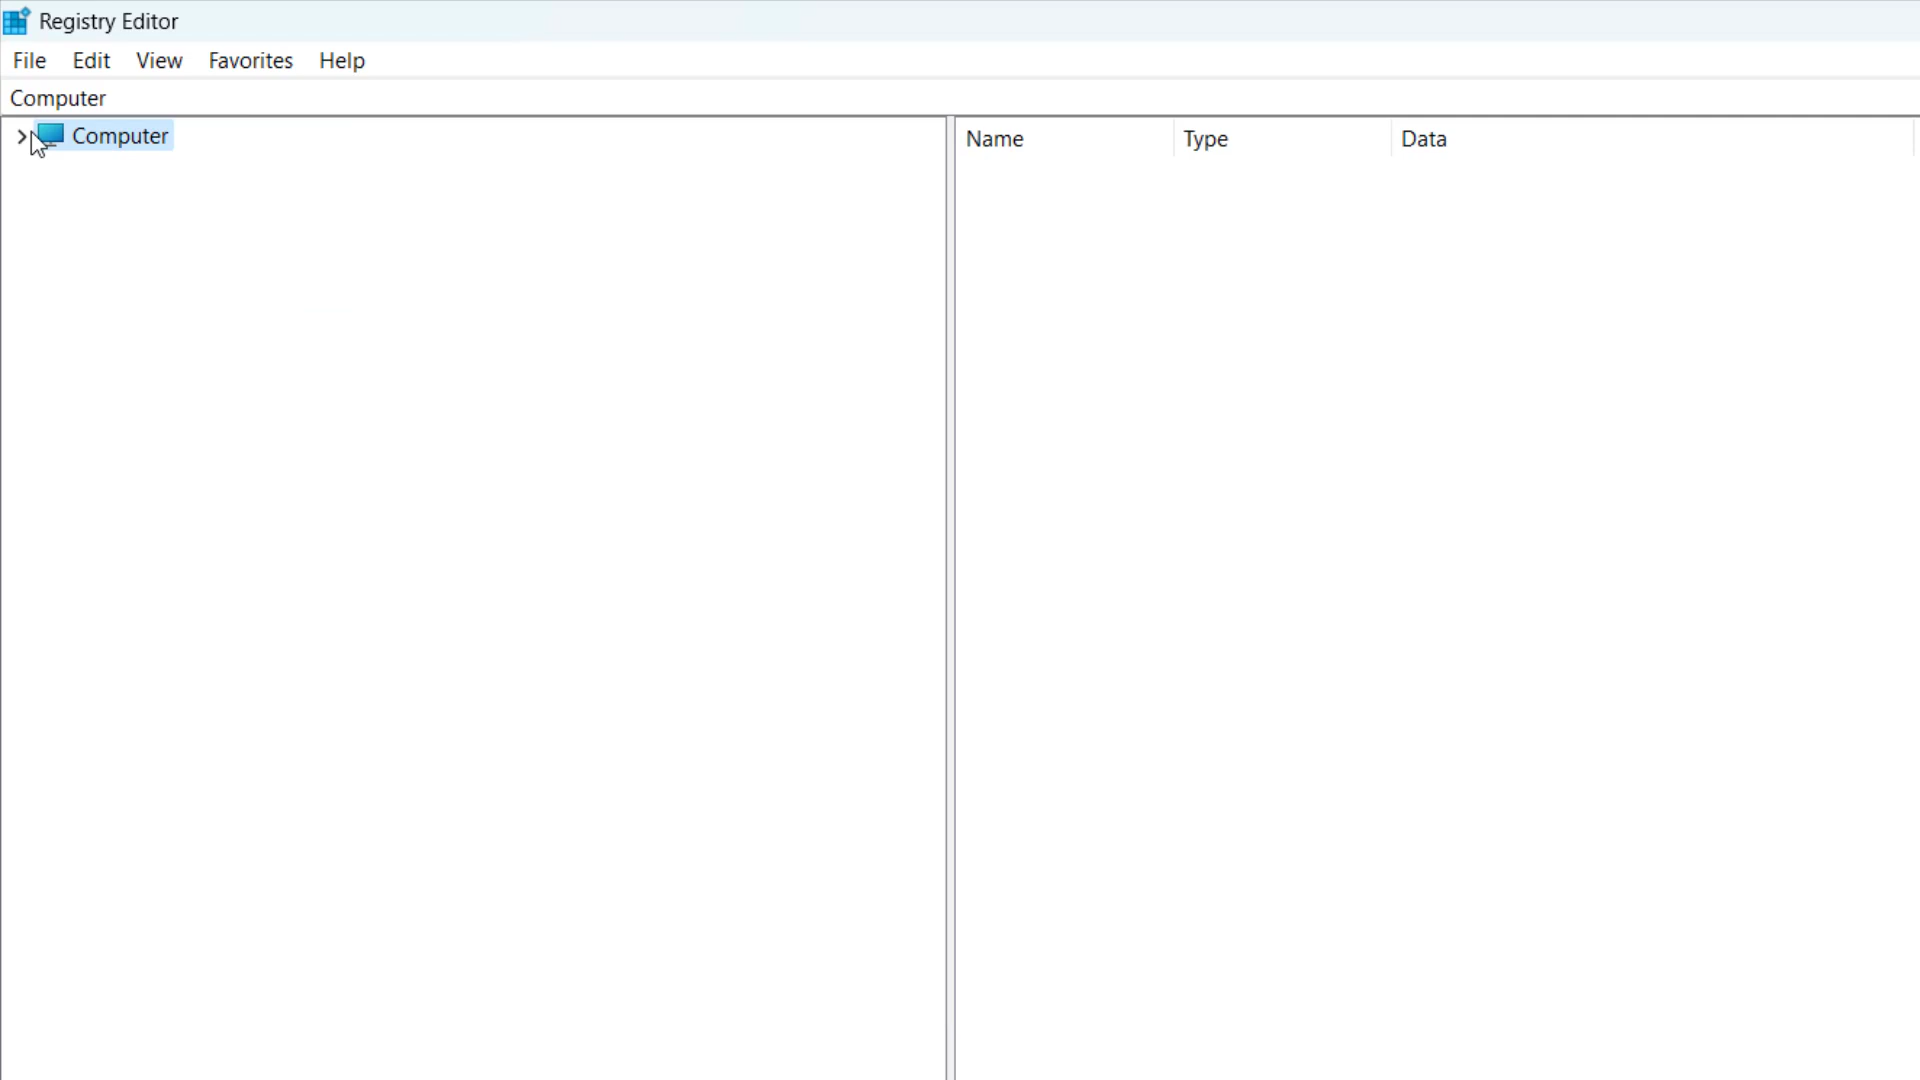 Registry Editor
File Edit View Favorites Help
Computer
Computer
Name Type Data